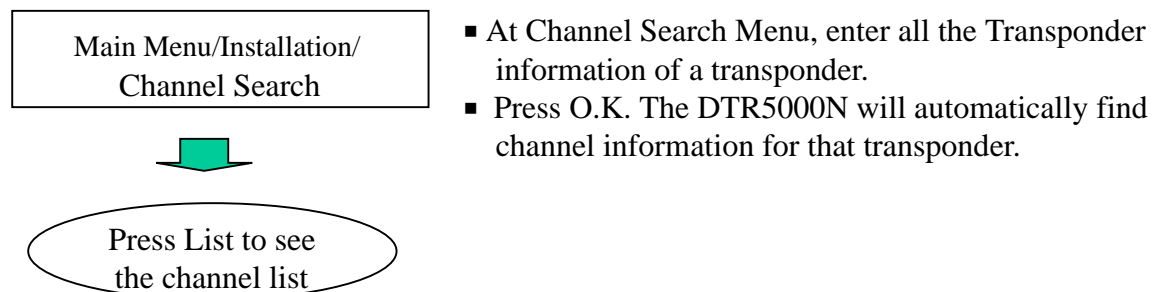 Main Menu/Installation/
Channel Search
▪ At Channel Search Menu, enter all the Transponder
information of a transponder.
▪ Press O.K. The DTR5000N will automatically find
channel information for that transponder.
Press List to see
the channel list